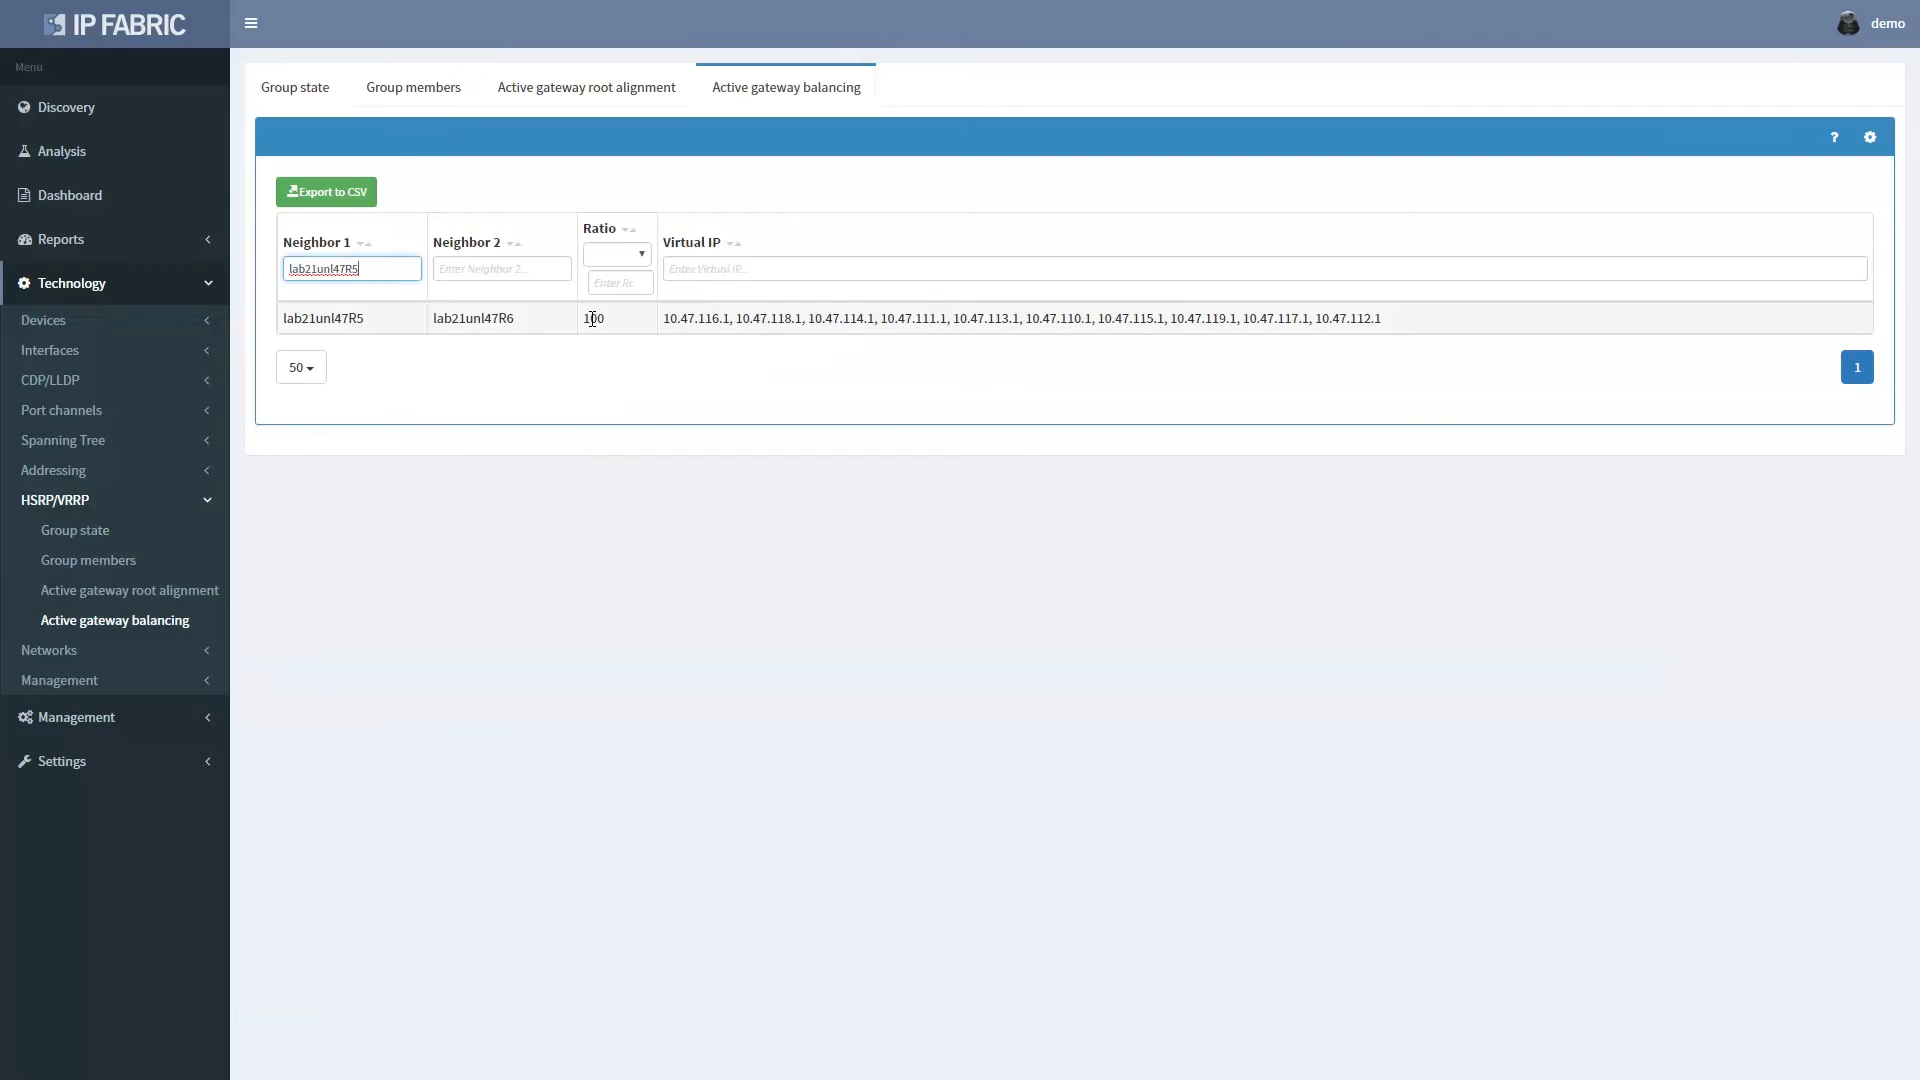 IP FABRIC
demo
Menu
Discovery
Analysis
Dashboard
Reports
Technology
Devices
Interfaces
CDP/LLDP
Port channels
Spanning Tree
Addressing
HSRP/VRRP
Group state
Group members
Active gateway root alignment
Active gateway balancing
Networks
Management
Management
Settings
Group state Group members Active gateway root alignment Active gateway balancing
?
Export to CSV
Neighbor 1 Neighbor 2 Ratio Virtual IP
lab21unl47R5 Enter Neighbor 2... Enter Ra Enter Virtual IP...
lab21unl47R5 lab21unl47R6 100 10.47.116.1, 10.47.118.1, 10.47.114.1, 10.47.111.1, 10.47.113.1, 10.47.110.1, 10.47.115.1, 10.47.119.1, 10.47.117.1, 10.47.112.1
50 1